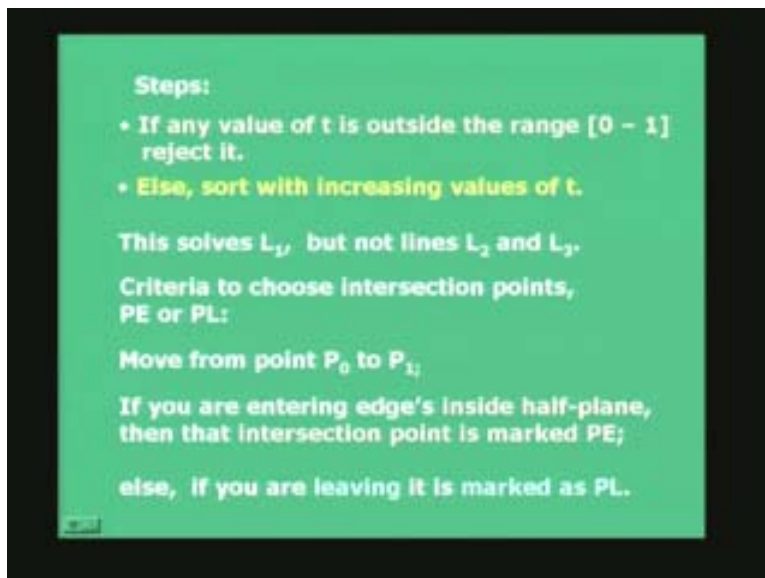 Steps:
• If any value of t is outside the range [0 – 1]
reject it.
• Else, sort with increasing values of t.
This solves L₁, but not lines L₂ and L₃.
Criteria to choose intersection points,
PE or PL:
Move from point P₀ to P₁;
If you are entering edge's inside half-plane,
then that intersection point is marked PE;
else, if you are leaving it is marked as PL.